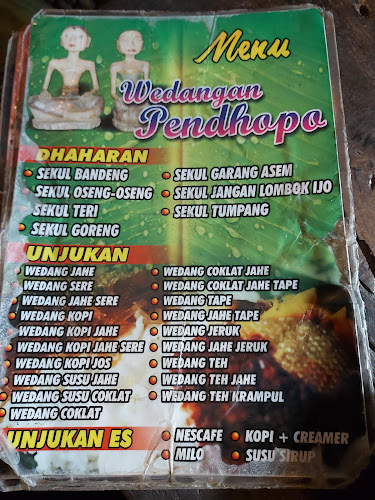 Menu
Wedangan
Pendhopo
DHAHARAN
SEKUL BANDENG
SEKUL OSENG-OSENG
SEKUL TERI
SEKUL GORENG
SEKUL GARANG ASEM
SEKUL JANGAN LOMBOK IJO
SEKUL TUMPANG
UNJUKAN
WEDANG JAHE
WEDANG SERE
WEDANG JAHE SERE
WEDANG KOPI
WEDANG KOPI JAHE
WEDANG KOPI JAHE SERE
WEDANG KOPI JOS
WEDANG SUSU JAHE
WEDANG SUSU COKLAT
WEDANG COKLAT
WEDANG COKLAT JAHE
WEDANG COKLAT JAHE TAPE
WEDANG TAPE
WEDANG JAHE TAPE
WEDANG JERUK
WEDANG JAHE JERUK
WEDANG TEH
WEDANG TEH JAHE
WEDANG TEH KRAMPUL
UNJUKAN ES
NESCAFE
MILO
KOPI + CREAMER
SUSU SIRUP